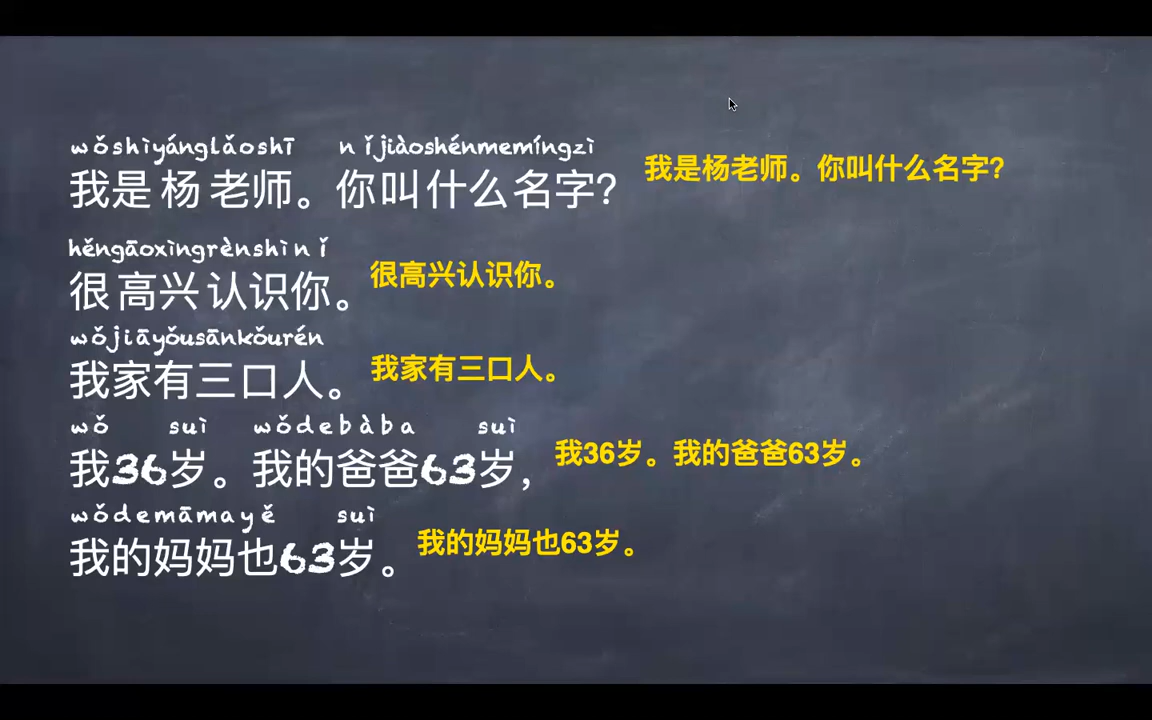 wǒshìyánglǎoshī nǐjiàoshénmemíngzì
我是杨老师。你叫什么名字?
我是杨老师。你叫什么名字?
hěngāoxìngrènshìnǐ
很高兴认识你。
很高兴认识你。
wǒjiāyǒusānkǒurén
我家有三口人。
我家有三口人。
wǒ suì wǒdebàba suì
我36岁。我的爸爸63岁,
我36岁。我的爸爸63岁。
wǒdemāmayě suì
我的妈妈也63岁。
我的妈妈也63岁。